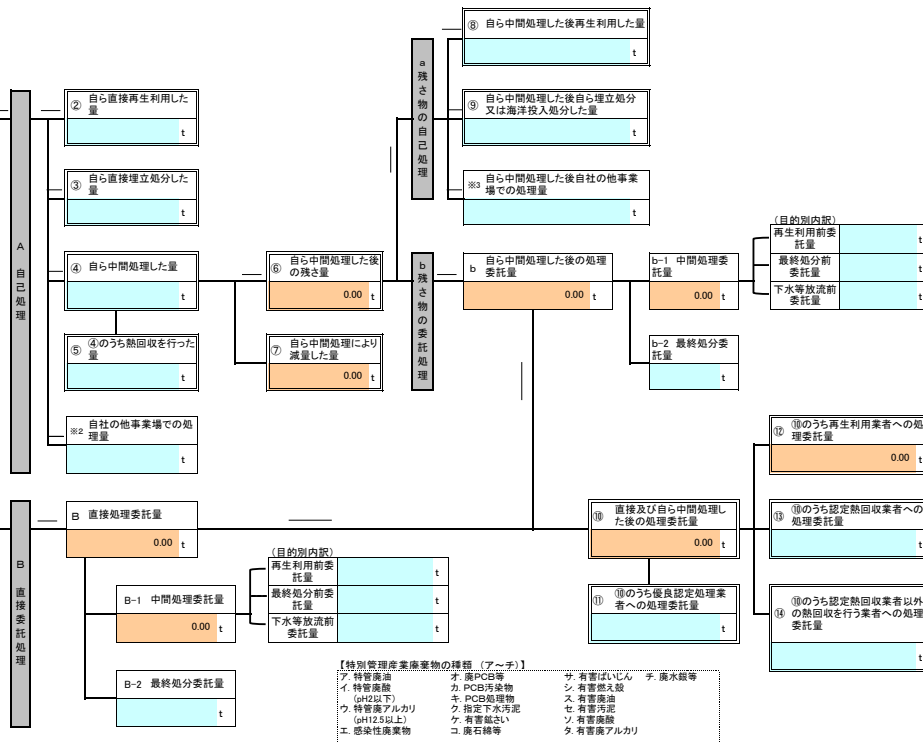 ⑧ 自ら中間処理した後再生利用した量
t
a 残さ物の自己処理
② 自ら直接再生利用した
量
t
⑨ 自ら中間処理した後自ら埋立処分
又は海洋投入処分した量
t
③ 自ら直接埋立処分した
量
t
※3 自ら中間処理した後自社の他事業
場での処理量
t
A 自己処理
④ 自ら中間処理した量
t
⑥ 自ら中間処理した後
の残さ量
0.00 t
b 残さ物の委託処理
b 自ら中間処理した後の処理
委託量
0.00 t
b-1 中間処理委
託量
0.00 t
(目的別内訳)
再生利用前委
託量
t
最終処分前
委託量
t
下水等放流前
委託量
t
⑤ ④のうち熱回収を行った
量
t
⑦ 自ら中間処理により
減量した量
0.00 t
b-2 最終処分委
託量
t
※2 自社の他事業場での処
理量
t
⑫ ⑩のうち再生利用業者への処
理委託量
0.00 t
B 直接委託処理
B 直接処理委託量
0.00 t
⑩ 直接及び自ら中間処理し
た後の処理委託量
0.00 t
⑬ ⑩のうち認定熱回収業者への
処理委託量
t
(目的別内訳)
再生利用前委
託量
t
最終処分前委
託量
t
下水等放流前
委託量
t
B-1 中間処理委託量
0.00 t
⑪ ⑩のうち優良認定処理業
者への処理委託量
t
⑭ ⑩のうち認定熱回収業者以外
の熱回収を行う業者への処理
委託量
t
B-2 最終処分委託量
t
【特別管理産業廃棄物の種類 (ア～チ)】
ア. 特管廃油 オ. 廃PCB等 サ. 有害ばいじん チ. 廃水銀等
イ. 特管廃酸 カ. PCB汚染物 シ. 有害燃え殻
(pH2以下) キ. PCB処理物 ス. 有害廃油
ウ. 特管廃アルカリ ク. 指定下水汚泥 セ. 有害汚泥
(pH12.5以上) ケ. 有害鉱さい ソ. 有害廃酸
エ. 感染性廃棄物 コ. 廃石綿等 タ. 有害廃アルカリ